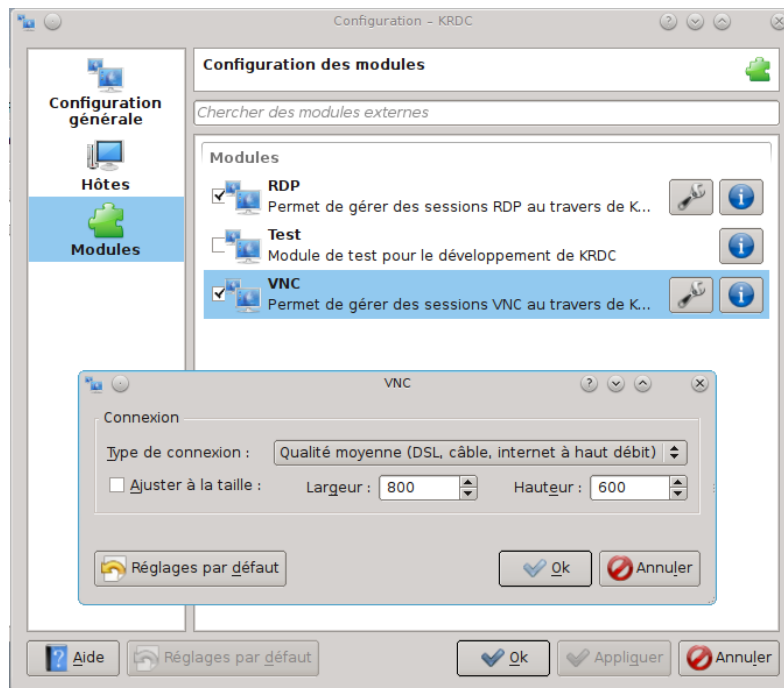 Configuration – KRDC
Configuration
générale
Hôtes
Modules
Configuration des modules
Chercher des modules externes
Modules
RDP
Permet de gérer des sessions RDP au travers de K...
Test
Module de test pour le développement de KRDC
VNC
Permet de gérer des sessions VNC au travers de K...
VNC
Connexion
Type de connexion : Qualité moyenne (DSL, câble, internet à haut débit)
Ajuster à la taille : Largeur : 800 Hauteur : 600
Réglages par défaut Ok Annuler
Aide Réglages par défaut Ok Appliquer Annuler